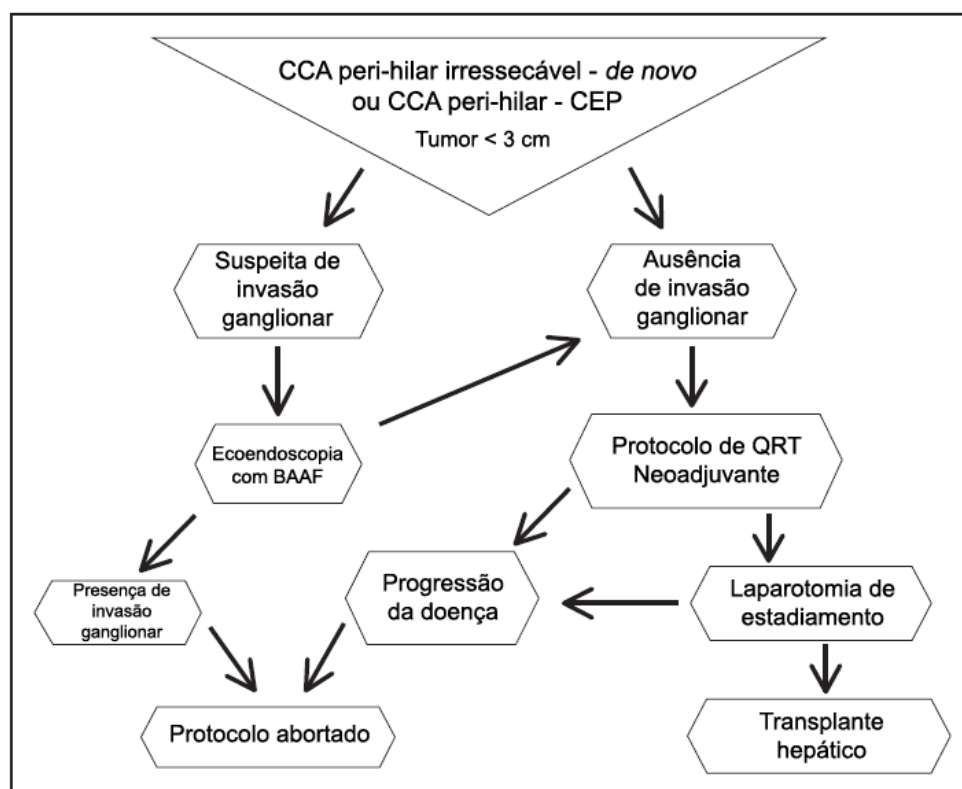 CCA peri-hilar irressecável - de novo
ou CCA peri-hilar - CEP
Tumor < 3 cm
Suspeita de
invasão
ganglionar
Ausência
de invasão
ganglionar
Ecoendoscopia
com BAAF
Protocolo de QRT
Neoadjuvante
Presença de
invasão
ganglionar
Progressão
da doença
Laparotomia de
estadiamento
Protocolo abortado
Transplante
hepático